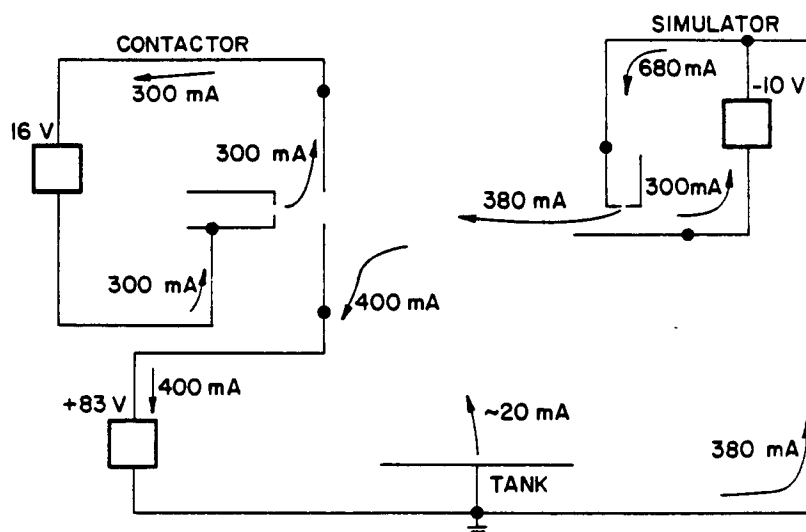 SIMULATOR
CONTACTOR
680 mA
-10 V
300 mA
16 V
300 mA
380 mA
300mA
300 mA
400 mA
+83 V
400 mA
~20 mA
380 mA
TANK